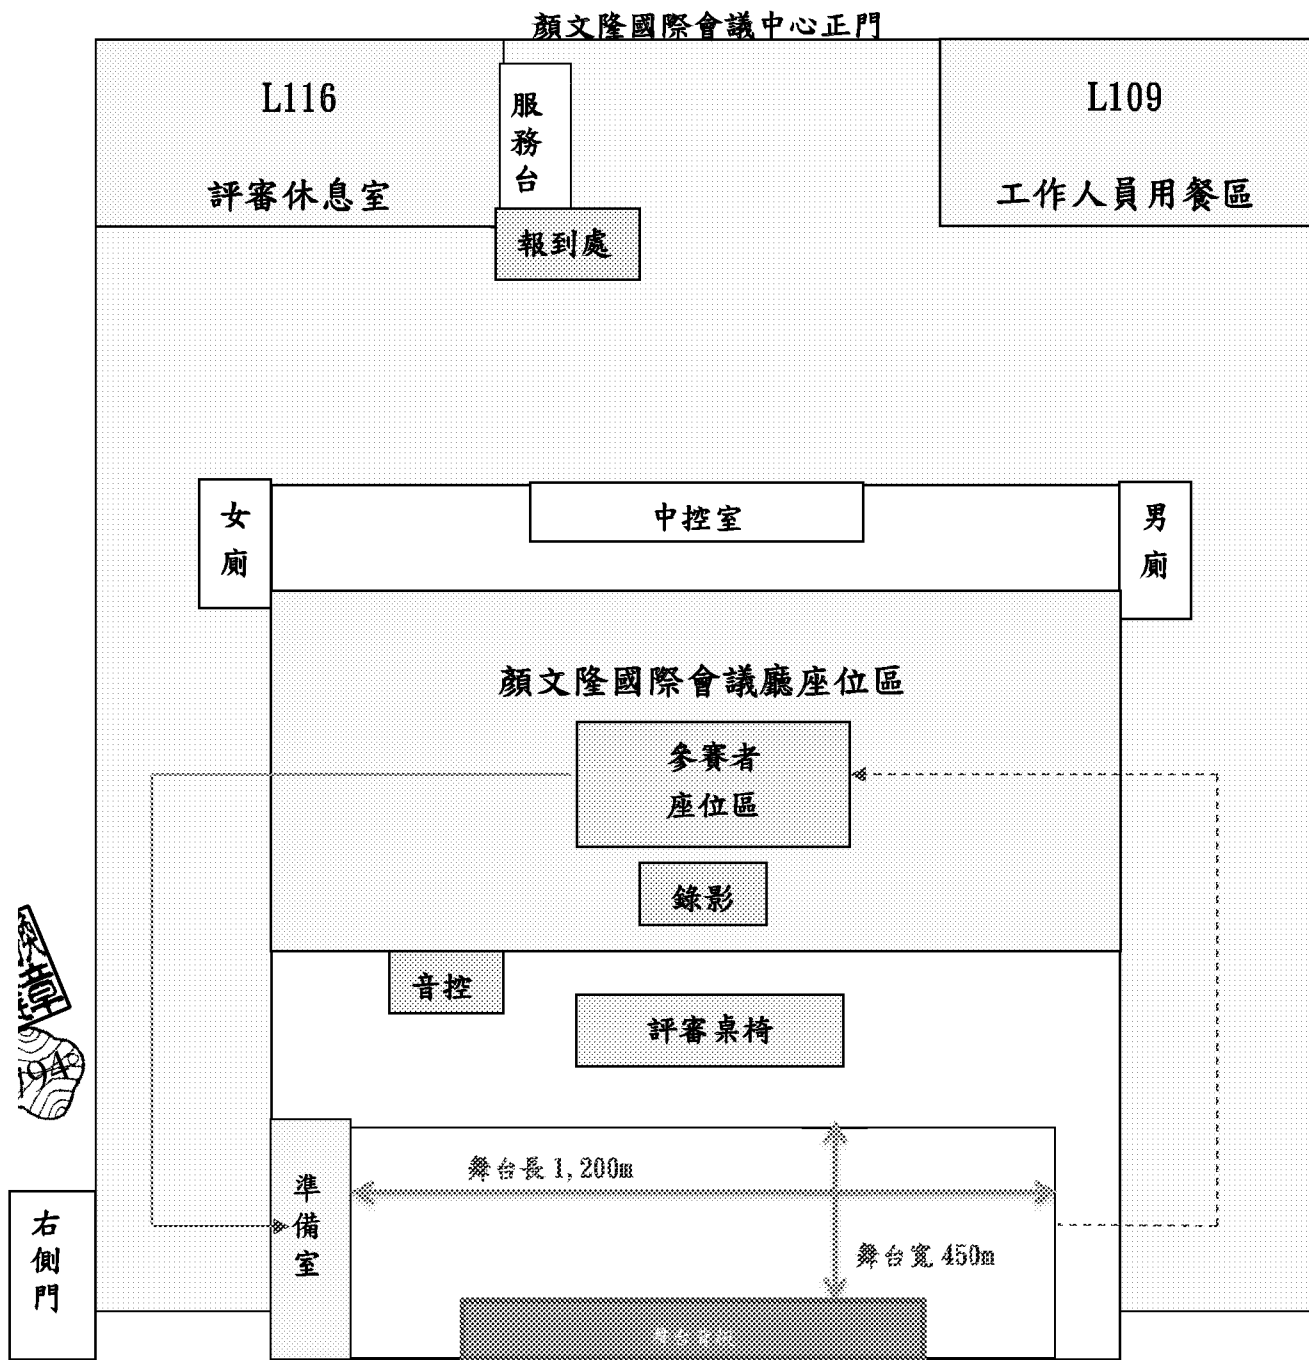 顏文隆國際會議中心正門
L116
評審休息室
服務台
報到處
L109
工作人員用餐區
女廁
中控室
男廁
顏文隆國際會議廳座位區
參賽者
座位區
錄影
音控
評審桌椅
準備室
舞台長 1,200m
舞台寬 450m
右側門
章
94